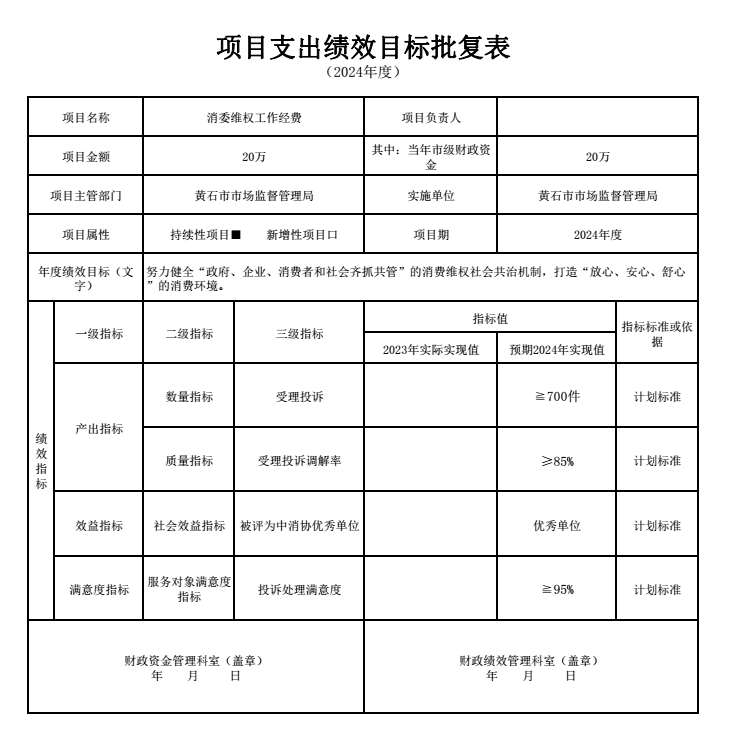 项目支出绩效目标批复表
（2024年度）
项目名称 消委维权工作经费 项目负责人
项目金额 20万 其中：当年市级财政资
金 20万
项目主管部门 黄石市市场监督管理局 实施单位 黄石市市场监督管理局
项目属性 持续性项目■ 新增性项目口 项目期 2024年度
年度绩效目标（文
字） 努力健全“政府、企业、消费者和社会齐抓共管”的消费维权社会共治机制，打造“放心、安心、舒心
”的消费环境。
绩
效
指
标
一级指标 二级指标 三级指标 指标值 指标标准或依
据
2023年实际实现值 预期2024年实现值
产出指标 数量指标 受理投诉 ≧700件 计划标准
质量指标 受理投诉调解率 ≥85% 计划标准
效益指标 社会效益指标 被评为中消协优秀单位 优秀单位 计划标准
满意度指标 服务对象满意度
指标 投诉处理满意度 ≧95% 计划标准
财政资金管理科室（盖章）
年 月 日
财政绩效管理科室（盖章）
年 月 日